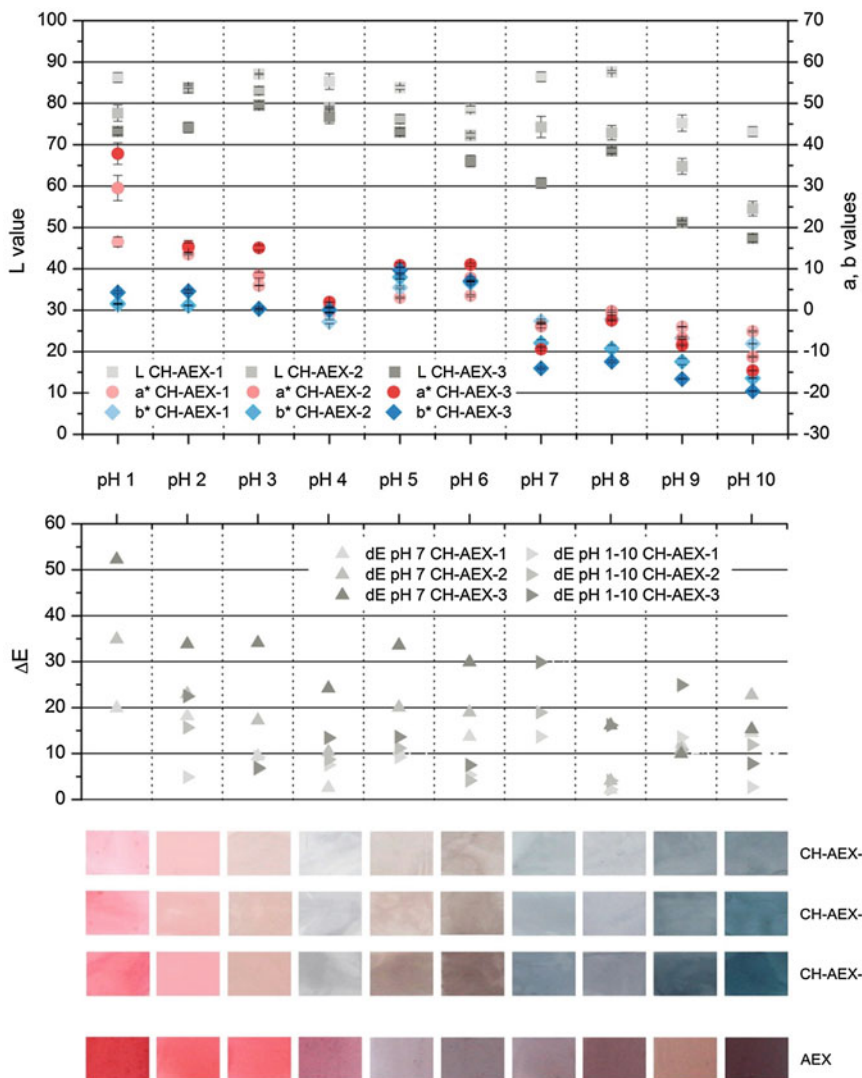 100
90
80
70
60
50
40
30
20
10
0
L value
70
60
50
40
30
20
10
0
-10
-20
-30
a, b values
L CH-AEX-1 L CH-AEX-2 L CH-AEX-3
a* CH-AEX-1 a* CH-AEX-2 a* CH-AEX-3
b* CH-AEX-1 b* CH-AEX-2 b* CH-AEX-3
pH 1 pH 2 pH 3 pH 4 pH 5 pH 6 pH 7 pH 8 pH 9 pH 10
60
50
40
30
20
10
0
ΔE
dE pH 7 CH-AEX-1 dE pH 1-10 CH-AEX-1
dE pH 7 CH-AEX-2 dE pH 1-10 CH-AEX-2
dE pH 7 CH-AEX-3 dE pH 1-10 CH-AEX-3
CH-AEX-
CH-AEX-
CH-AEX-
AEX